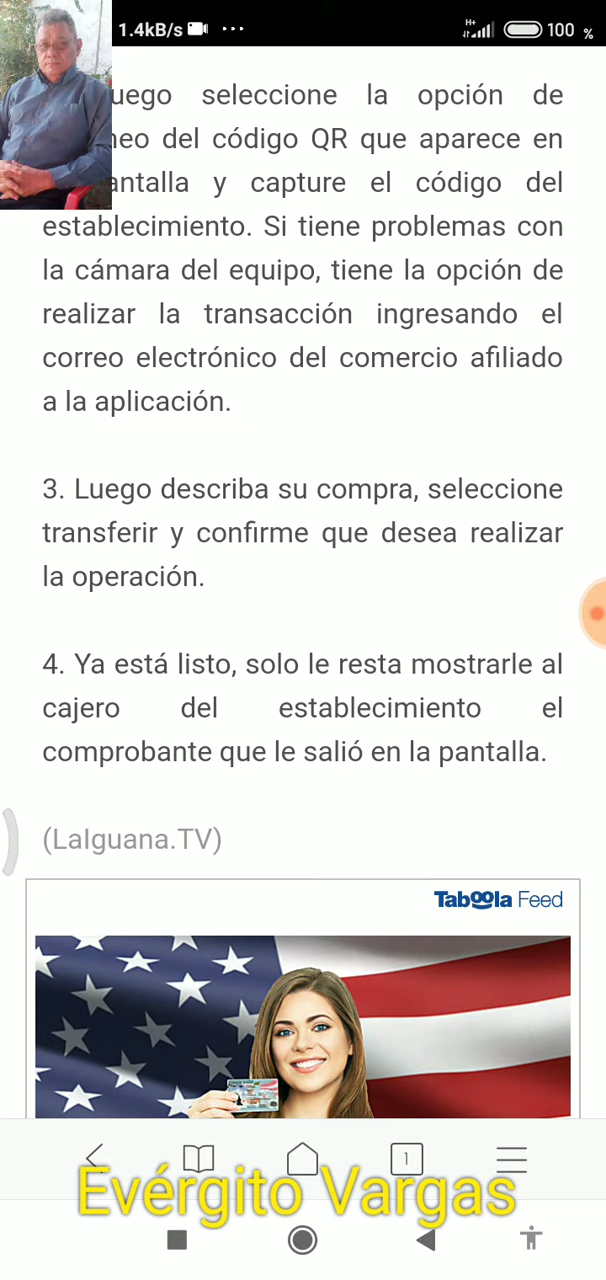 1.4kB/s ... H+ 100 %
uego seleccione la opción de
neo del código QR que aparece en
antalla y capture el código del
establecimiento. Si tiene problemas con
la cámara del equipo, tiene la opción de
realizar la transacción ingresando el
correo electrónico del comercio afiliado
a la aplicación.
3. Luego describa su compra, seleccione
transferir y confirme que desea realizar
la operación.
4. Ya está listo, solo le resta mostrarle al
cajero del establecimiento el
comprobante que le salió en la pantalla.
(LaIguana.TV)
Taboola Feed
1
Evérgito Vargas